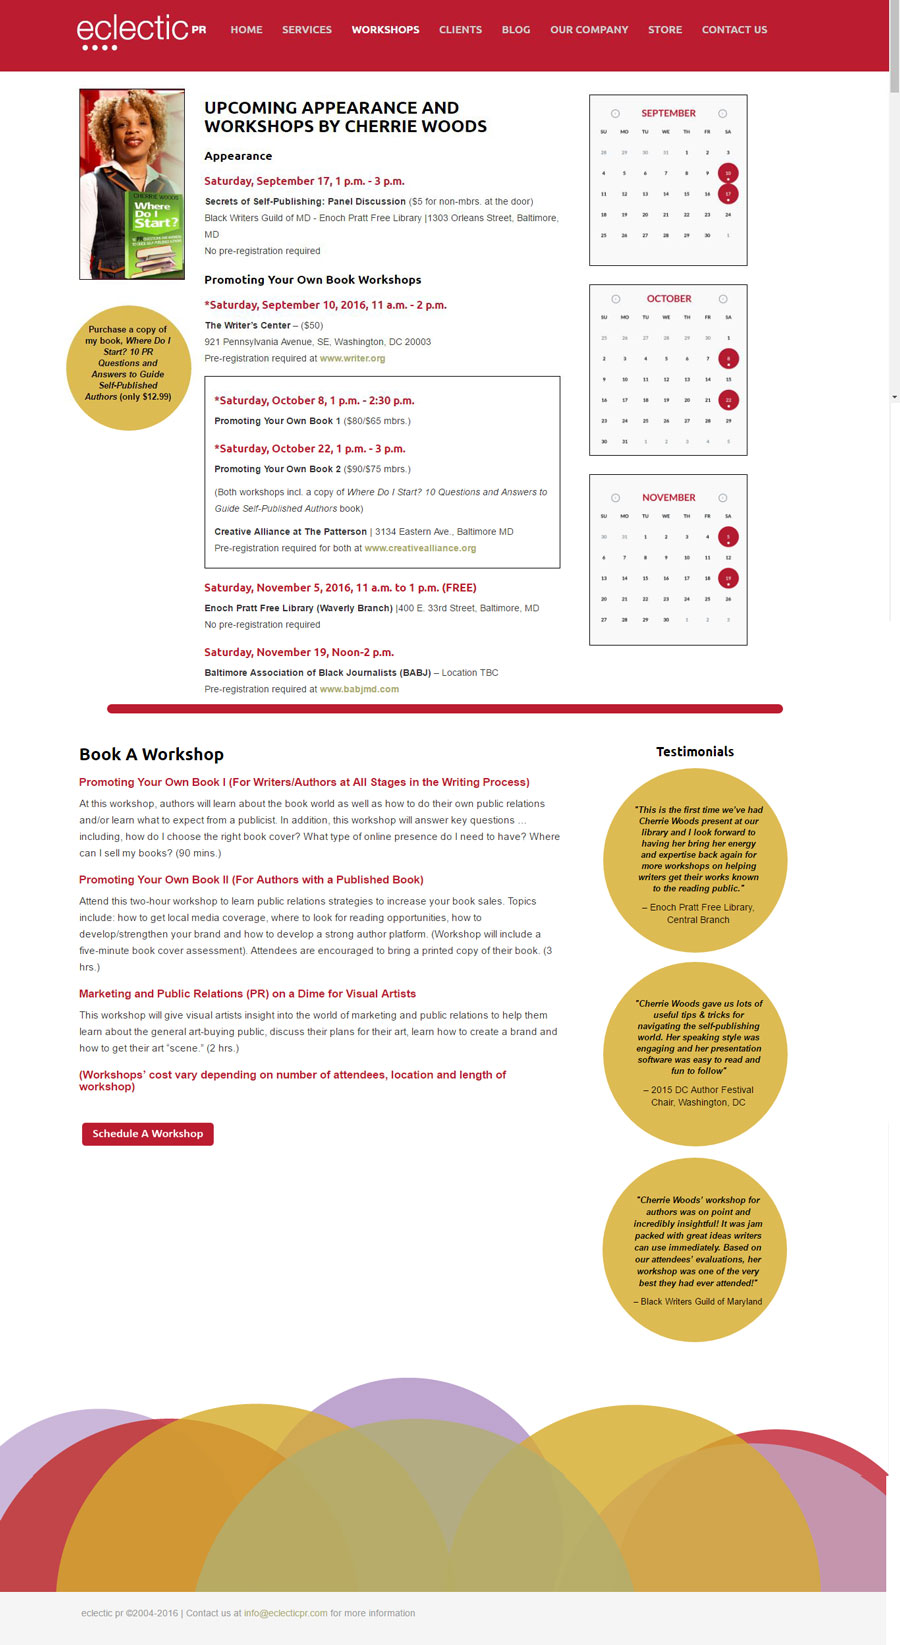 eclectic PR
HOME SERVICES WORKSHOPS CLIENTS BLOG OUR COMPANY STORE CONTACT US
CHERRIE WOODS
Where
Do I
Start?
Purchase a copy of
my book, Where Do I
Start? 10 PR
Questions and
Answers to Guide
Self-Published
Authors (only $12.99)
UPCOMING APPEARANCE AND
WORKSHOPS BY CHERRIE WOODS
Appearance
Saturday, September 17, 1 p.m. - 3 p.m.
Secrets of Self-Publishing: Panel Discussion ($5 for non-mbrs. at the door)
Black Writers Guild of MD - Enoch Pratt Free Library |1303 Orleans Street, Baltimore,
MD
No pre-registration required
Promoting Your Own Book Workshops
*Saturday, September 10, 2016, 11 a.m. - 2 p.m.
The Writer's Center – ($50)
921 Pennsylvania Avenue, SE, Washington, DC 20003
Pre-registration required at www.writer.org
*Saturday, October 8, 1 p.m. - 2:30 p.m.
Promoting Your Own Book 1 ($80/$65 mbrs.)
*Saturday, October 22, 1 p.m. - 3 p.m.
Promoting Your Own Book 2 ($90/$75 mbrs.)
(Both workshops incl. a copy of Where Do I Start? 10 Questions and Answers to
Guide Self-Published Authors book)
Creative Alliance at The Patterson | 3134 Eastern Ave., Baltimore MD
Pre-registration required for both at www.creativealliance.org
Saturday, November 5, 2016, 11 a.m. to 1 p.m. (FREE)
Enoch Pratt Free Library (Waverly Branch) |400 E. 33rd Street, Baltimore, MD
No pre-registration required
Saturday, November 19, Noon-2 p.m.
Baltimore Association of Black Journalists (BABJ) – Location TBC
Pre-registration required at www.babjmd.com
SEPTEMBER
SU MO TU WE TH FR SA
28 29 30 31 1 2 3
4 5 6 7 8 9 10
11 12 13 14 15 16 17
18 19 20 21 22 23 24
25 26 27 28 29 30 1
OCTOBER
SU MO TU WE TH FR SA
25 26 27 28 29 30 1
2 3 4 5 6 7 8
9 10 11 12 13 14 15
16 17 18 19 20 21 22
23 24 25 26 27 28 29
30 31 1 2 3 4 5
NOVEMBER
SU MO TU WE TH FR SA
30 31 1 2 3 4 5
6 7 8 9 10 11 12
13 14 15 16 17 18 19
20 21 22 23 24 25 26
27 28 29 30 1 2 3
Book A Workshop
Promoting Your Own Book I (For Writers/Authors at All Stages in the Writing Process)
At this workshop, authors will learn about the book world as well as how to do their own public relations
and/or learn what to expect from a publicist. In addition, this workshop will answer key questions …
including, how do I choose the right book cover? What type of online presence do I need to have? Where
can I sell my books? (90 mins.)
Promoting Your Own Book II (For Authors with a Published Book)
Attend this two-hour workshop to learn public relations strategies to increase your book sales. Topics
include: how to get local media coverage, where to look for reading opportunities, how to
develop/strengthen your brand and how to develop a strong author platform. (Workshop will include a
five-minute book cover assessment). Attendees are encouraged to bring a printed copy of their book. (3
hrs.)
Marketing and Public Relations (PR) on a Dime for Visual Artists
This workshop will give visual artists insight into the world of marketing and public relations to help them
learn about the general art-buying public, discuss their plans for their art, learn how to create a brand and
how to get their art “scene.” (2 hrs.)
(Workshops' cost vary depending on number of attendees, location and length of
workshop)
Schedule A Workshop
Testimonials
"This is the first time we've had
Cherrie Woods present at our
library and I look forward to
having her bring her energy
and expertise back again for
more workshops on helping
writers get their works known
to the reading public."
– Enoch Pratt Free Library,
Central Branch
"Cherrie Woods gave us lots of
useful tips & tricks for
navigating the self-publishing
world. Her speaking style was
engaging and her presentation
software was easy to read and
fun to follow"
– 2015 DC Author Festival
Chair, Washington, DC
"Cherrie Woods' workshop for
authors was on point and
incredibly insightful! It was jam
packed with great ideas writers
can use immediately. Based on
our attendees' evaluations, her
workshop was one of the very
best they had ever attended!"
– Black Writers Guild of Maryland
eclectic pr ©2004-2016 | Contact us at info@eclecticpr.com for more information